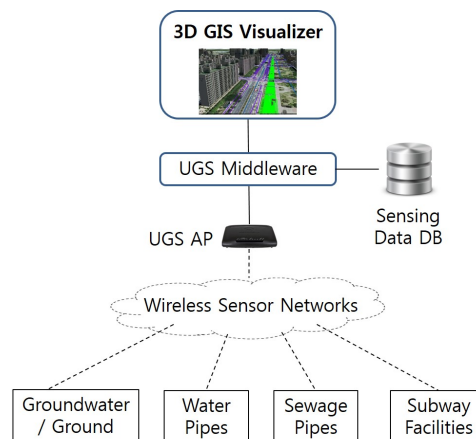 3D GIS Visualizer
UGS Middleware
Sensing
Data DB
UGS AP
Wireless Sensor Networks
Groundwater
/ Ground
Water
Pipes
Sewage
Pipes
Subway
Facilities